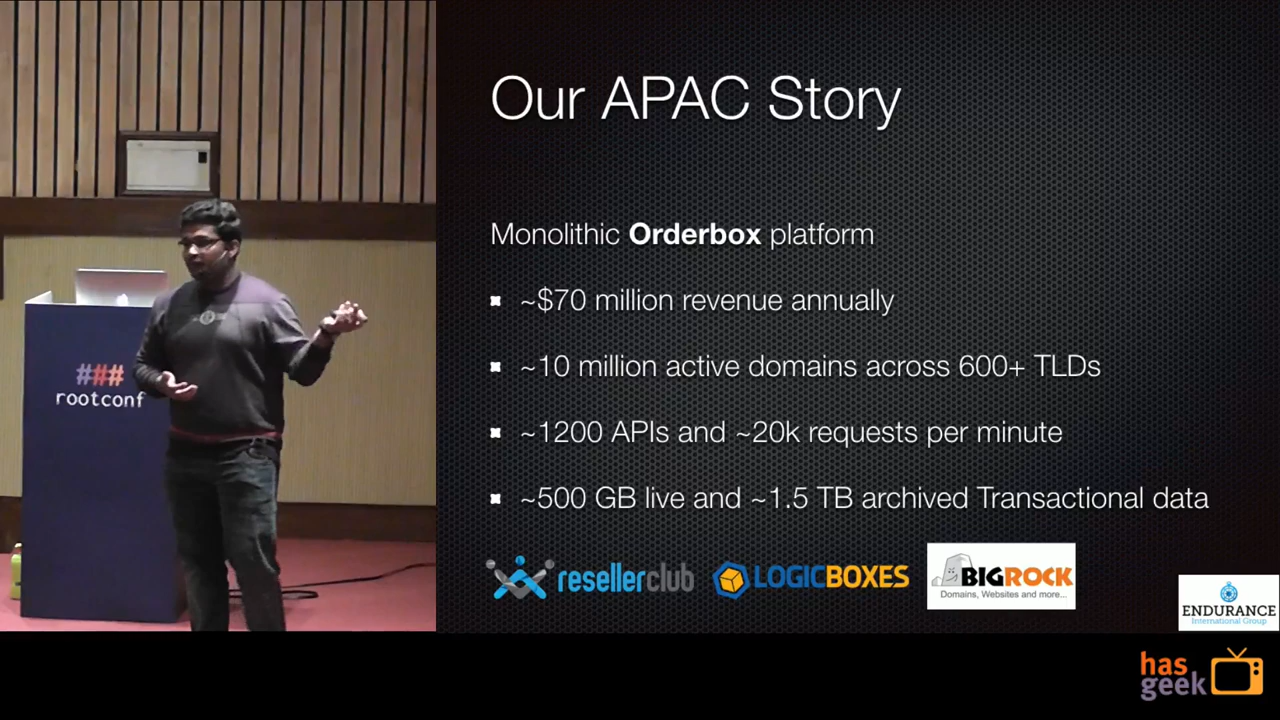 Our APAC Story
Monolithic Orderbox platform
~$70 million revenue annually
~10 million active domains across 600+ TLDs
~1200 APIs and ~20k requests per minute
~500 GB live and ~1.5 TB archived Transactional data
resellerclub
LOGICBOXES
BIGROCK
Domains, Websites and more...
ENDURANCE
International Group
###
rootconf
has
geek